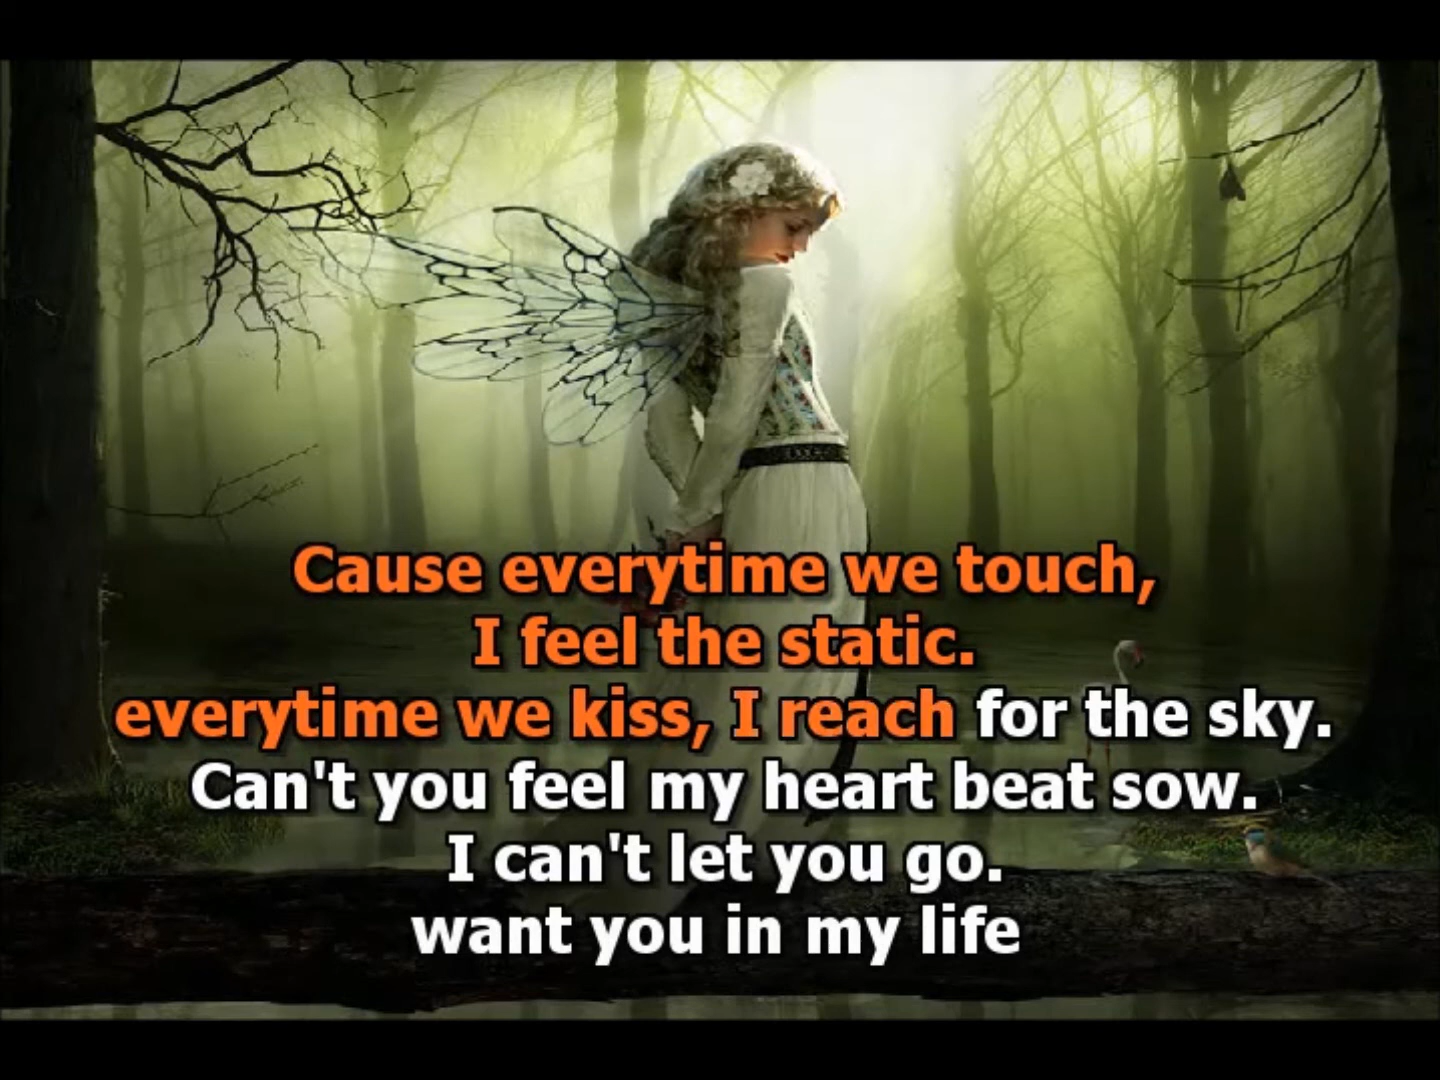 Cause everytime we touch,
I feel the static.
everytime we kiss, I reach for the sky.
Can't you feel my heart beat sow.
I can't let you go.
want you in my life